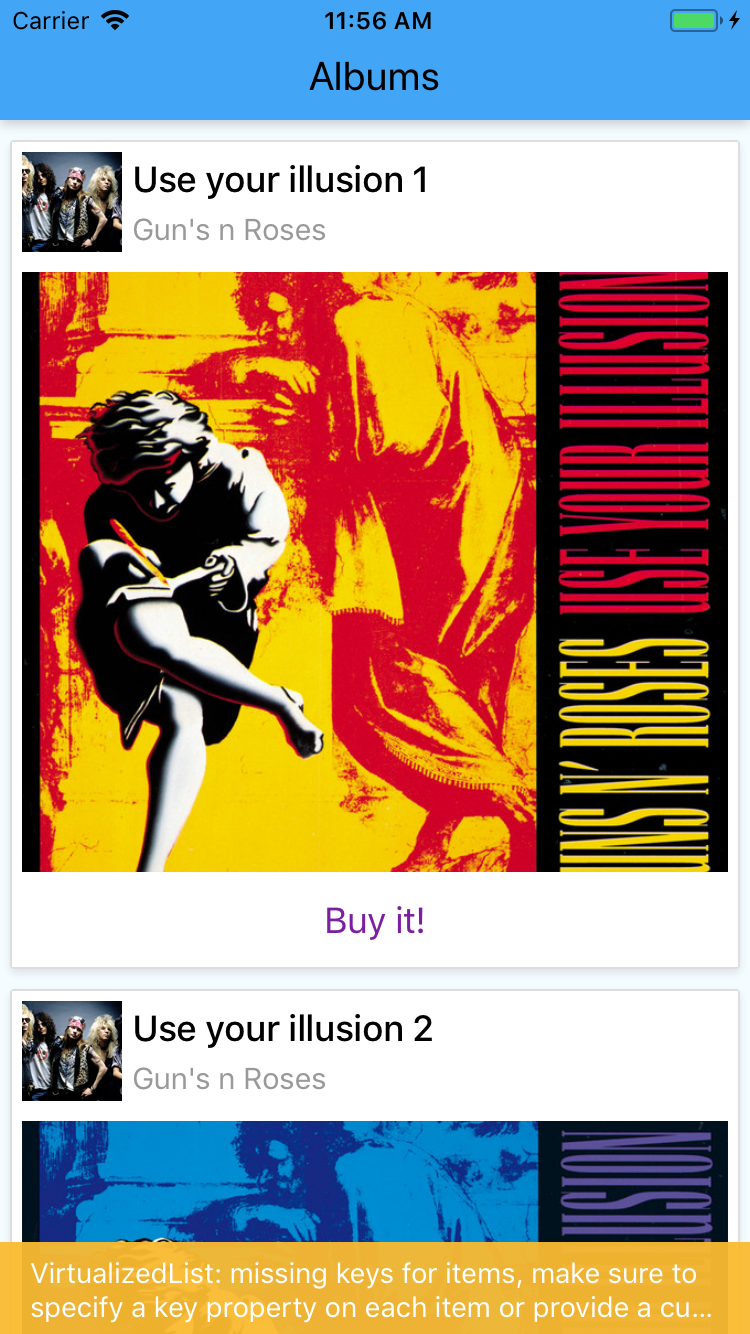 Carrier
11:56 AM
Albums
Use your illusion 1
Gun's n Roses
USE YOUR ILLUSION
UNS N' ROSES
Buy it!
Use your illusion 2
Gun's n Roses
LUSION
VirtualizedList: missing keys for items, make sure to
specify a key property on each item or provide a cu...